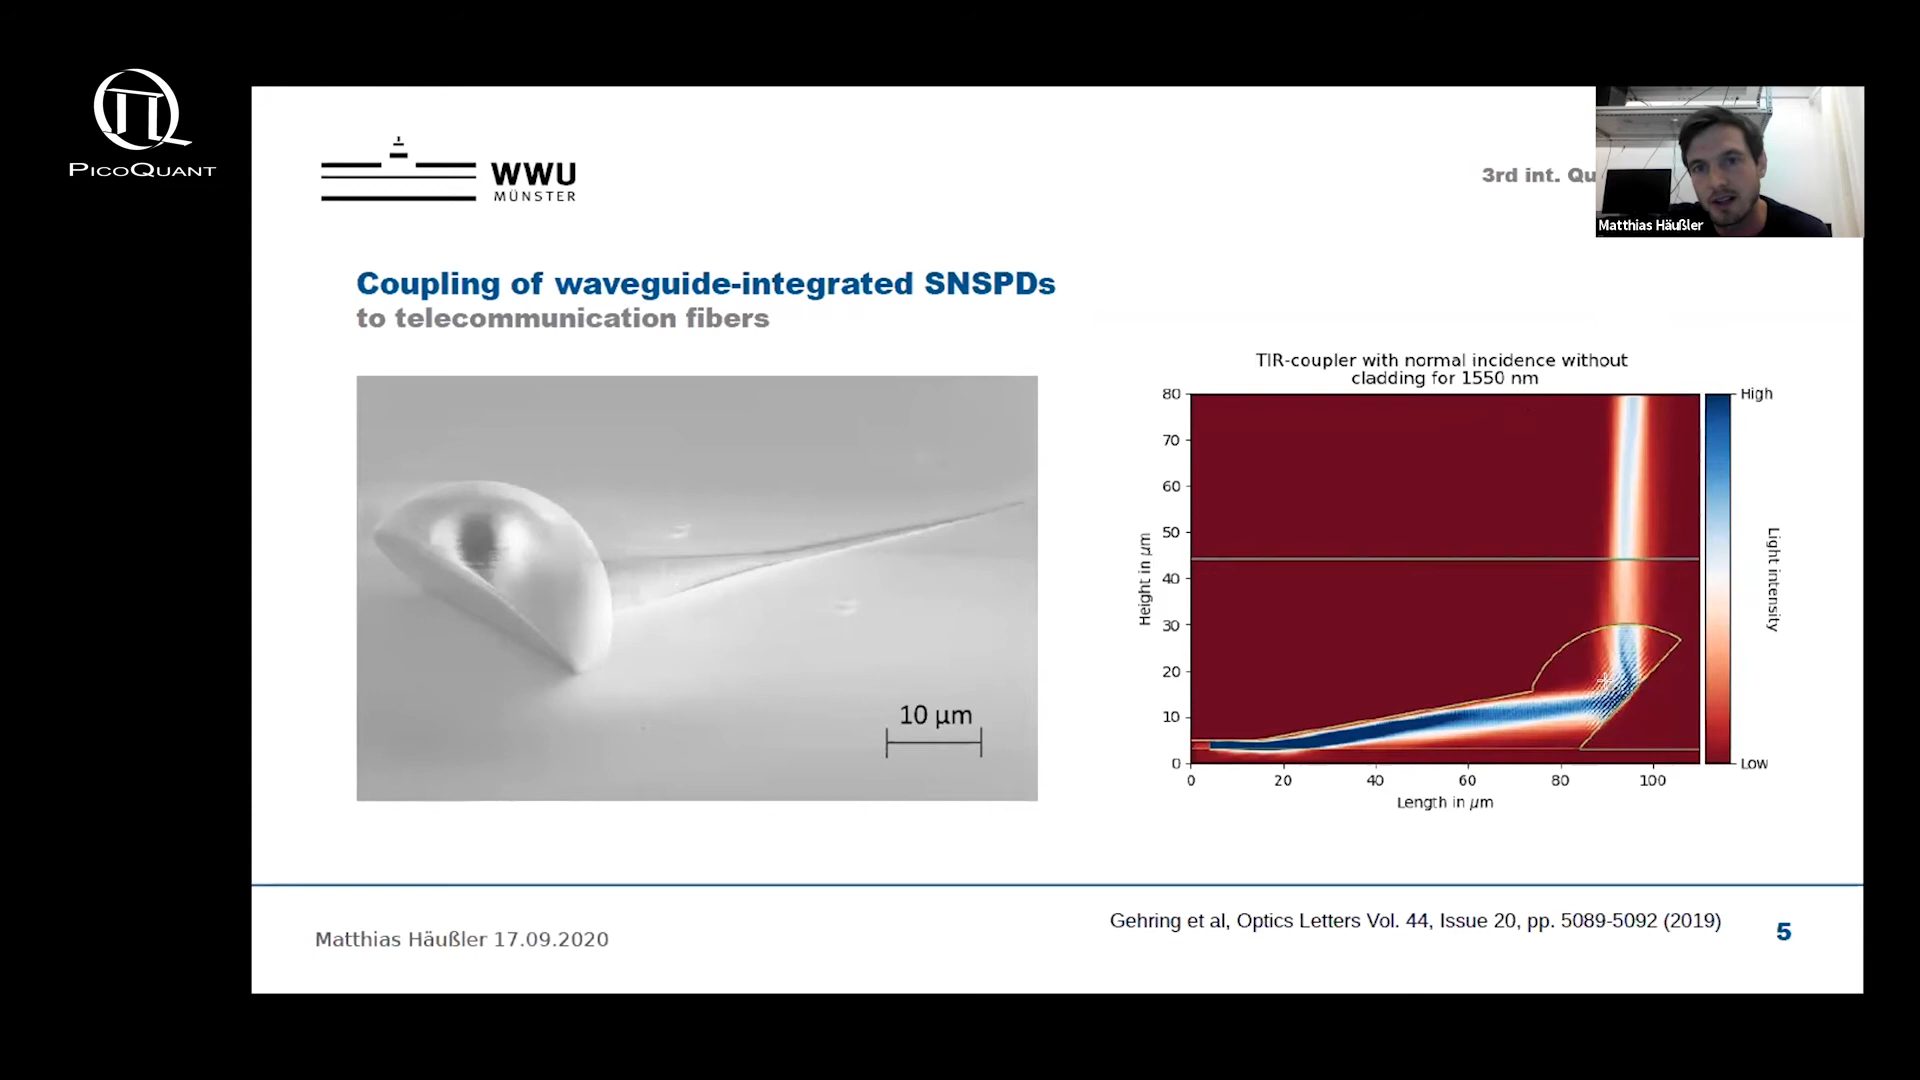 PICOQUANT
WWU
MÜNSTER
3rd int. Qu
Matthias Häußler
Coupling of waveguide-integrated SNSPDs
to telecommunication fibers
10 µm
TIR-coupler with normal incidence without
cladding for 1550 nm
80
70
60
50
40
30
20
10
0
0
20
40
60
80
100
Height in µm
Length in µm
High
Light intensity
Low
Matthias Häußler 17.09.2020
Gehring et al, Optics Letters Vol. 44, Issue 20, pp. 5089-5092 (2019)
5